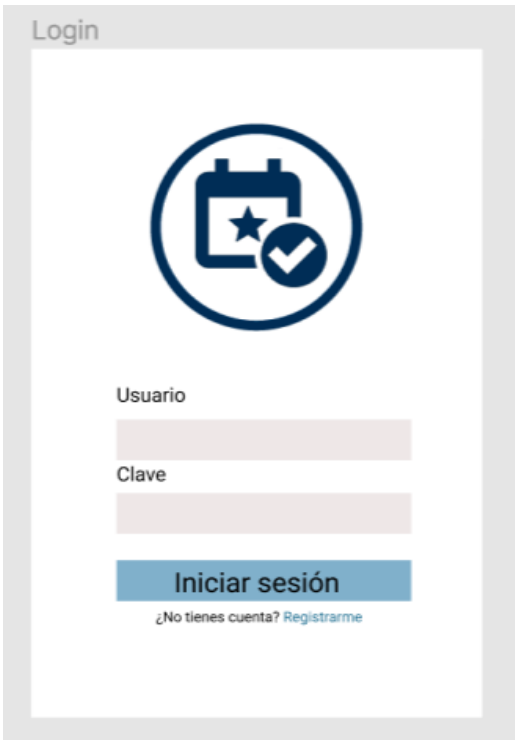 Login
Usuario
Clave
Iniciar sesión
¿No tienes cuenta? Registrarme